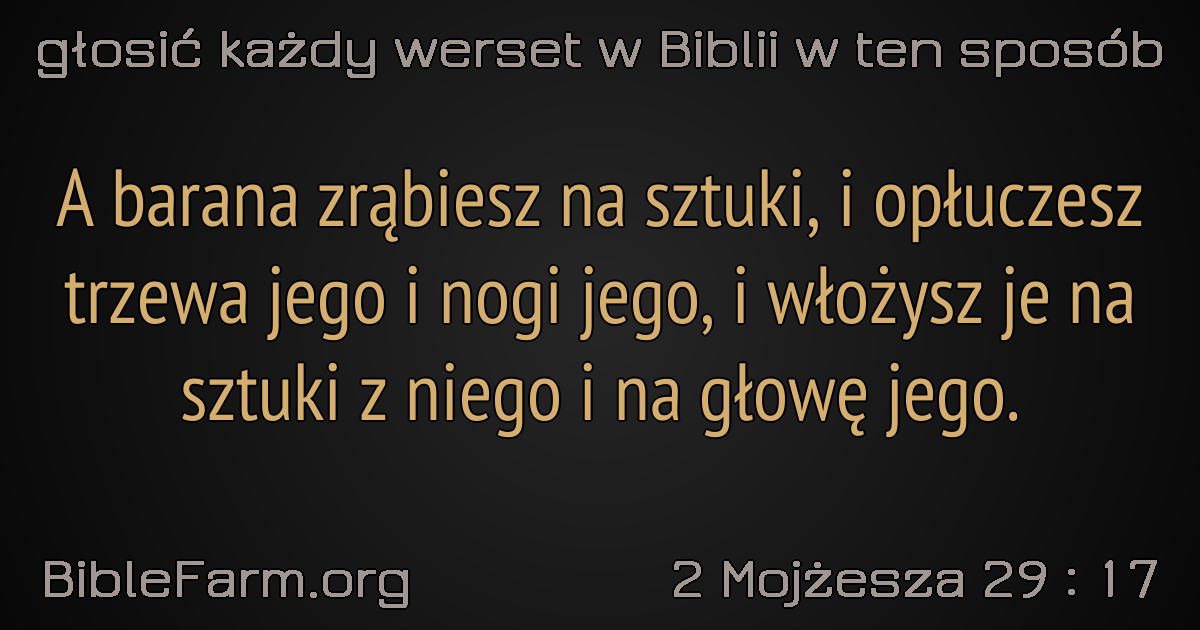 głosić każdy werset w Biblii w ten sposób
A barana zrąbiesz na sztuki, i opłuczesz
trzewa jego i nogi jego, i włożysz je na
sztuki z niego i na głowę jego.
BibleFarm.org
2 Mojżesza 29 : 17